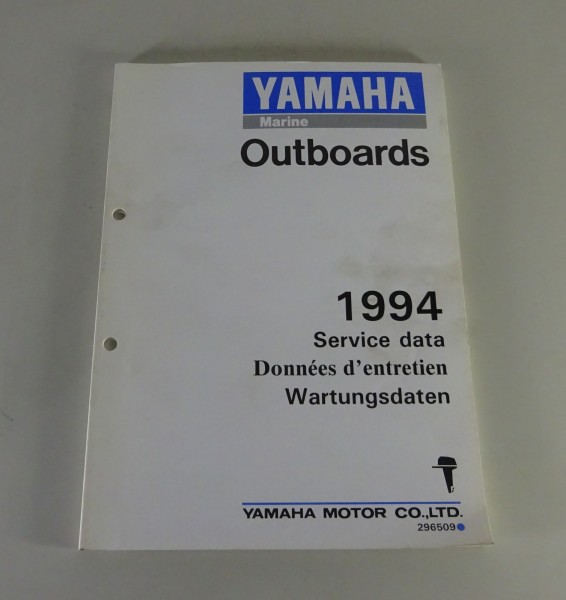 YAMAHA
Marine
Outboards
1994
Service data
Données d'entretien
Wartungsdaten
YAMAHA MOTOR CO.,LTD.
296509